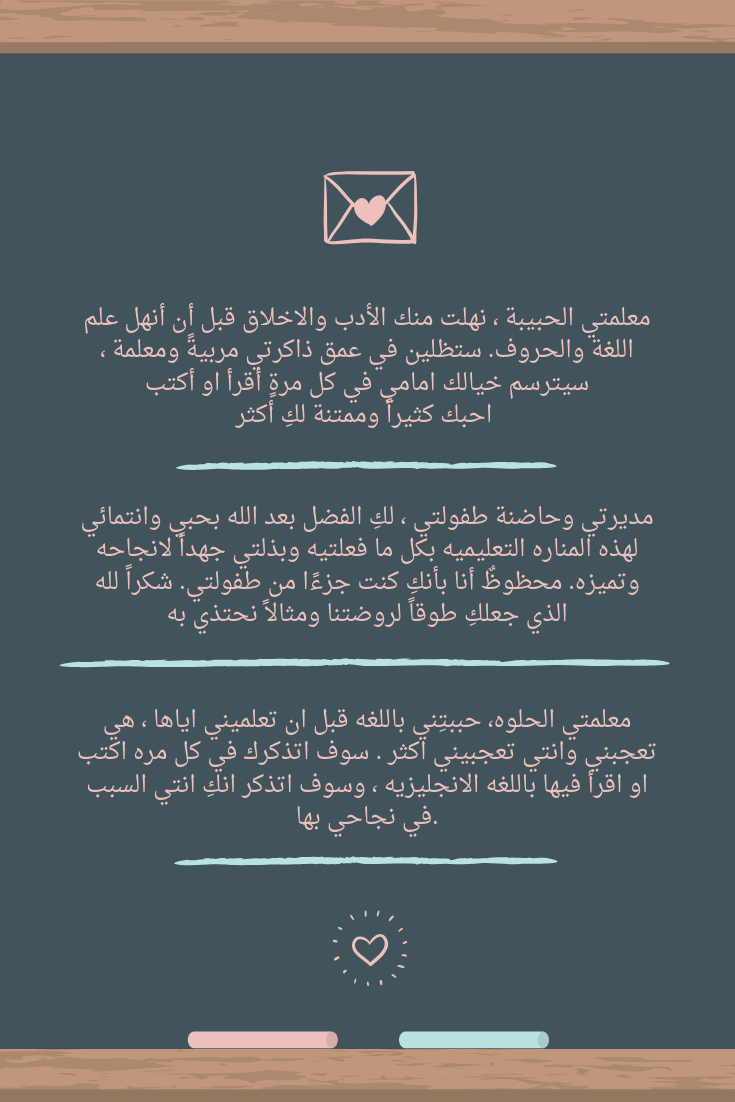 معلمتي الحبيبة ، نهلت منك الأدب والاخلاق قبل أن أنهل علم
اللغة والحروف. ستظلين في عمق ذاكرتي مربيةً ومعلمة ،
سيترسم خيالك امامي في كل مرةٍ أقرأ او أكتب
احبك كثيراً وممتنة لكِ أكثر
مديرتي وحاضنة طفولتي ، لكِ الفضل بعد الله بحبي وانتمائي
لهذه المناره التعليميه بكل ما فعلتيه وبذلتي جهداً لانجاحه
وتميزه. محظوظٌ أنا بأنكِ كنت جزءًا من طفولتي. شكراً لله
الذي جعلكِ طوقاً لروضتنا ومثالاً نحتذي به
معلمتي الحلوه، حببتِني باللغه قبل ان تعلميني اياها ، هي
تعجبني وانتي تعجبيني اكثر . سوف اتذكرك في كل مره اكتب
او اقرأ فيها باللغه الانجليزيه ، وسوف اتذكر انكِ انتي السبب
.في نجاحي بها